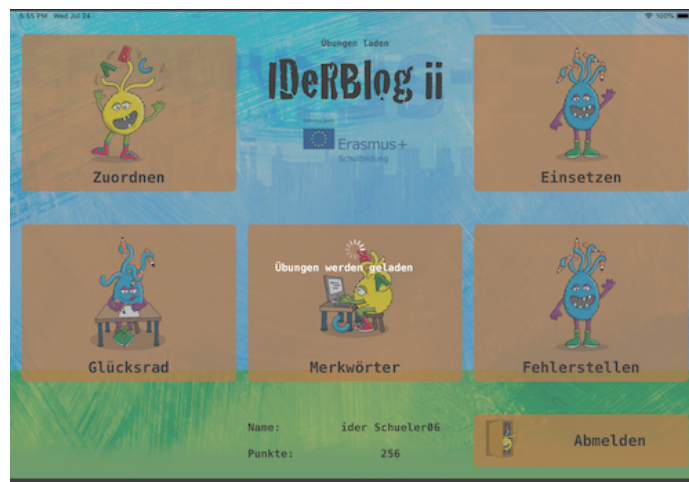 5:55 PM Wed Jul 24
100%
Übungen Laden
IDeRBlog ii
Erasmus+
Schulbildung
A B C
Zuordnen
Einsetzen
Übungen werden geladen
Glücksrad
Merkwörter
Fehlerstellen
Name: ider Schueler06
Punkte: 256
Abmelden